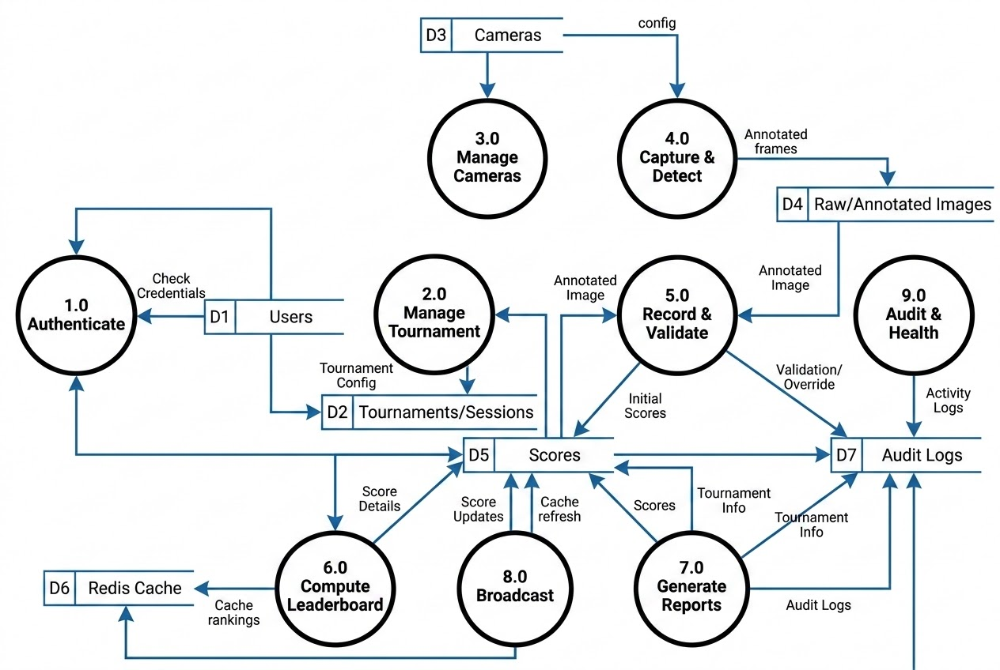 D3 Cameras
config
3.0
Manage
Cameras
4.0
Capture &
Detect
Annotated
frames
D4 Raw/Annotated Images
1.0
Authenticate
Check
Credentials
D1 Users
2.0
Manage
Tournament
Annotated
Image
5.0
Record &
Validate
Annotated
Image
9.0
Audit &
Health
Tournament
Config
D2 Tournaments/Sessions
Initial
Scores
Validation/
Override
Activity
Logs
D5 Scores
D7 Audit Logs
Score
Details
Score
Updates
Cache
refresh
Scores
Tournament
Info
Tournament
Info
D6 Redis Cache
Cache
rankings
6.0
Compute
Leaderboard
8.0
Broadcast
7.0
Generate
Reports
Audit Logs